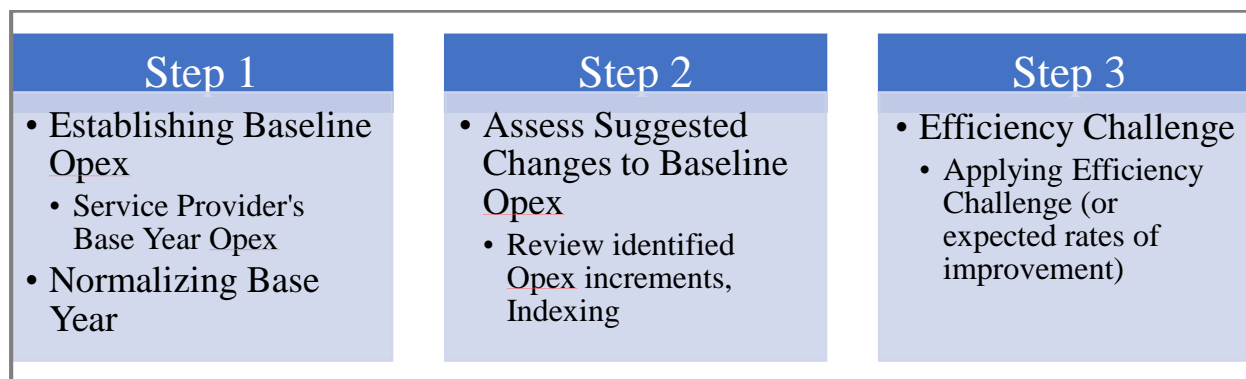 Step 1
• Establishing Baseline
Opex
• Service Provider's
Base Year Opex
• Normalizing Base
Year
Step 2
• Assess Suggested
Changes to Baseline
Opex
• Review identified
Opex increments,
Indexing
Step 3
• Efficiency Challenge
• Applying Efficiency
Challenge (or
expected rates of
improvement)